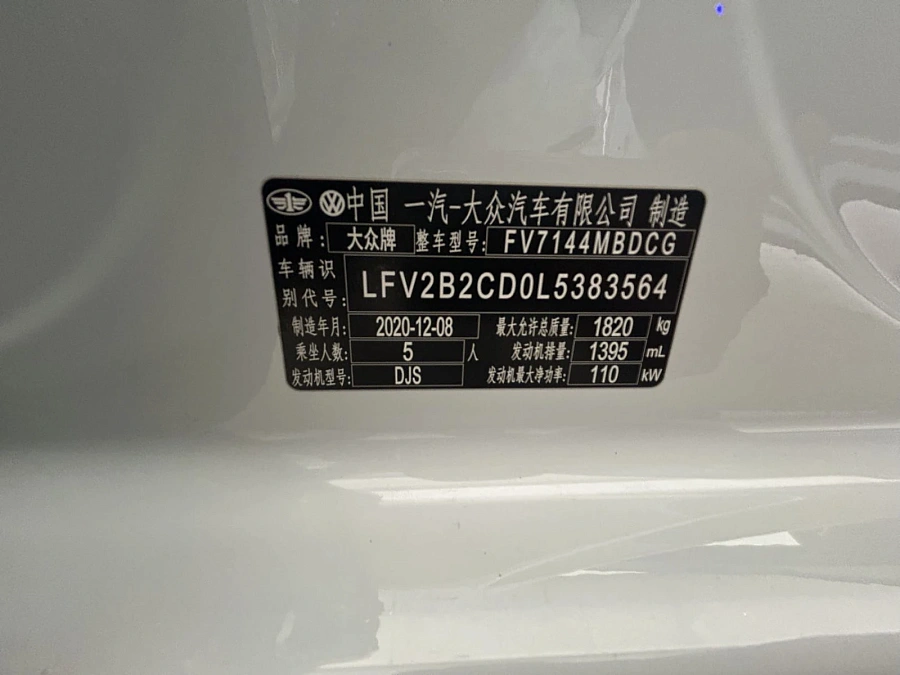 中国 一汽-大众汽车有限公司 制造
品牌: 大众牌 整车型号: FV7144MBDCG
车辆识
别代号: LFV2B2CD0L5383564
制造年月: 2020-12-08 最大允许总质量: 1820 kg
乘坐人数: 5 人 发动机排量: 1395 mL
发动机型号: DJS 发动机最大净功率: 110 kW